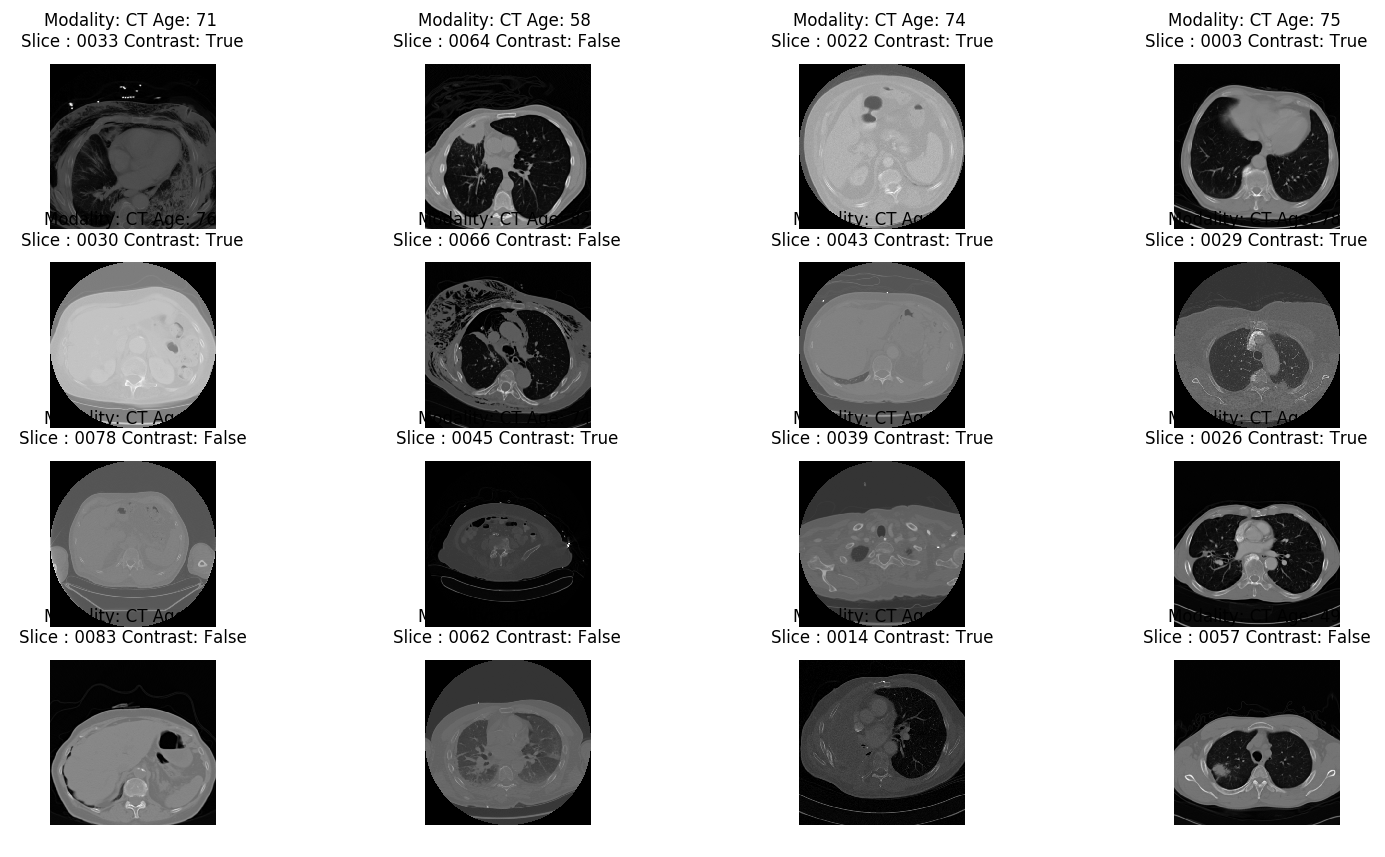 Modality: CT Age: 71
Slice : 0033 Contrast: True
Modality: CT Age: 58
Slice : 0064 Contrast: False
Modality: CT Age: 74
Slice : 0022 Contrast: True
Modality: CT Age: 75
Slice : 0003 Contrast: True
Modality: CT Age: 76
Slice : 0030 Contrast: True
Modality: CT Age:
Slice : 0066 Contrast: False
Modality: CT Age:
Slice : 0043 Contrast: True
Modality: CT Age:
Slice : 0029 Contrast: True
Modality: CT Age:
Slice : 0078 Contrast: False
Modality: CT Age:
Slice : 0045 Contrast: True
Modality: CT Age:
Slice : 0039 Contrast: True
Modality: CT Age:
Slice : 0026 Contrast: True
Modality: CT Age:
Slice : 0083 Contrast: False
Slice : 0062 Contrast: False
Modality: CT Age:
Slice : 0014 Contrast: True
Modality: CT Age:
Slice : 0057 Contrast: False